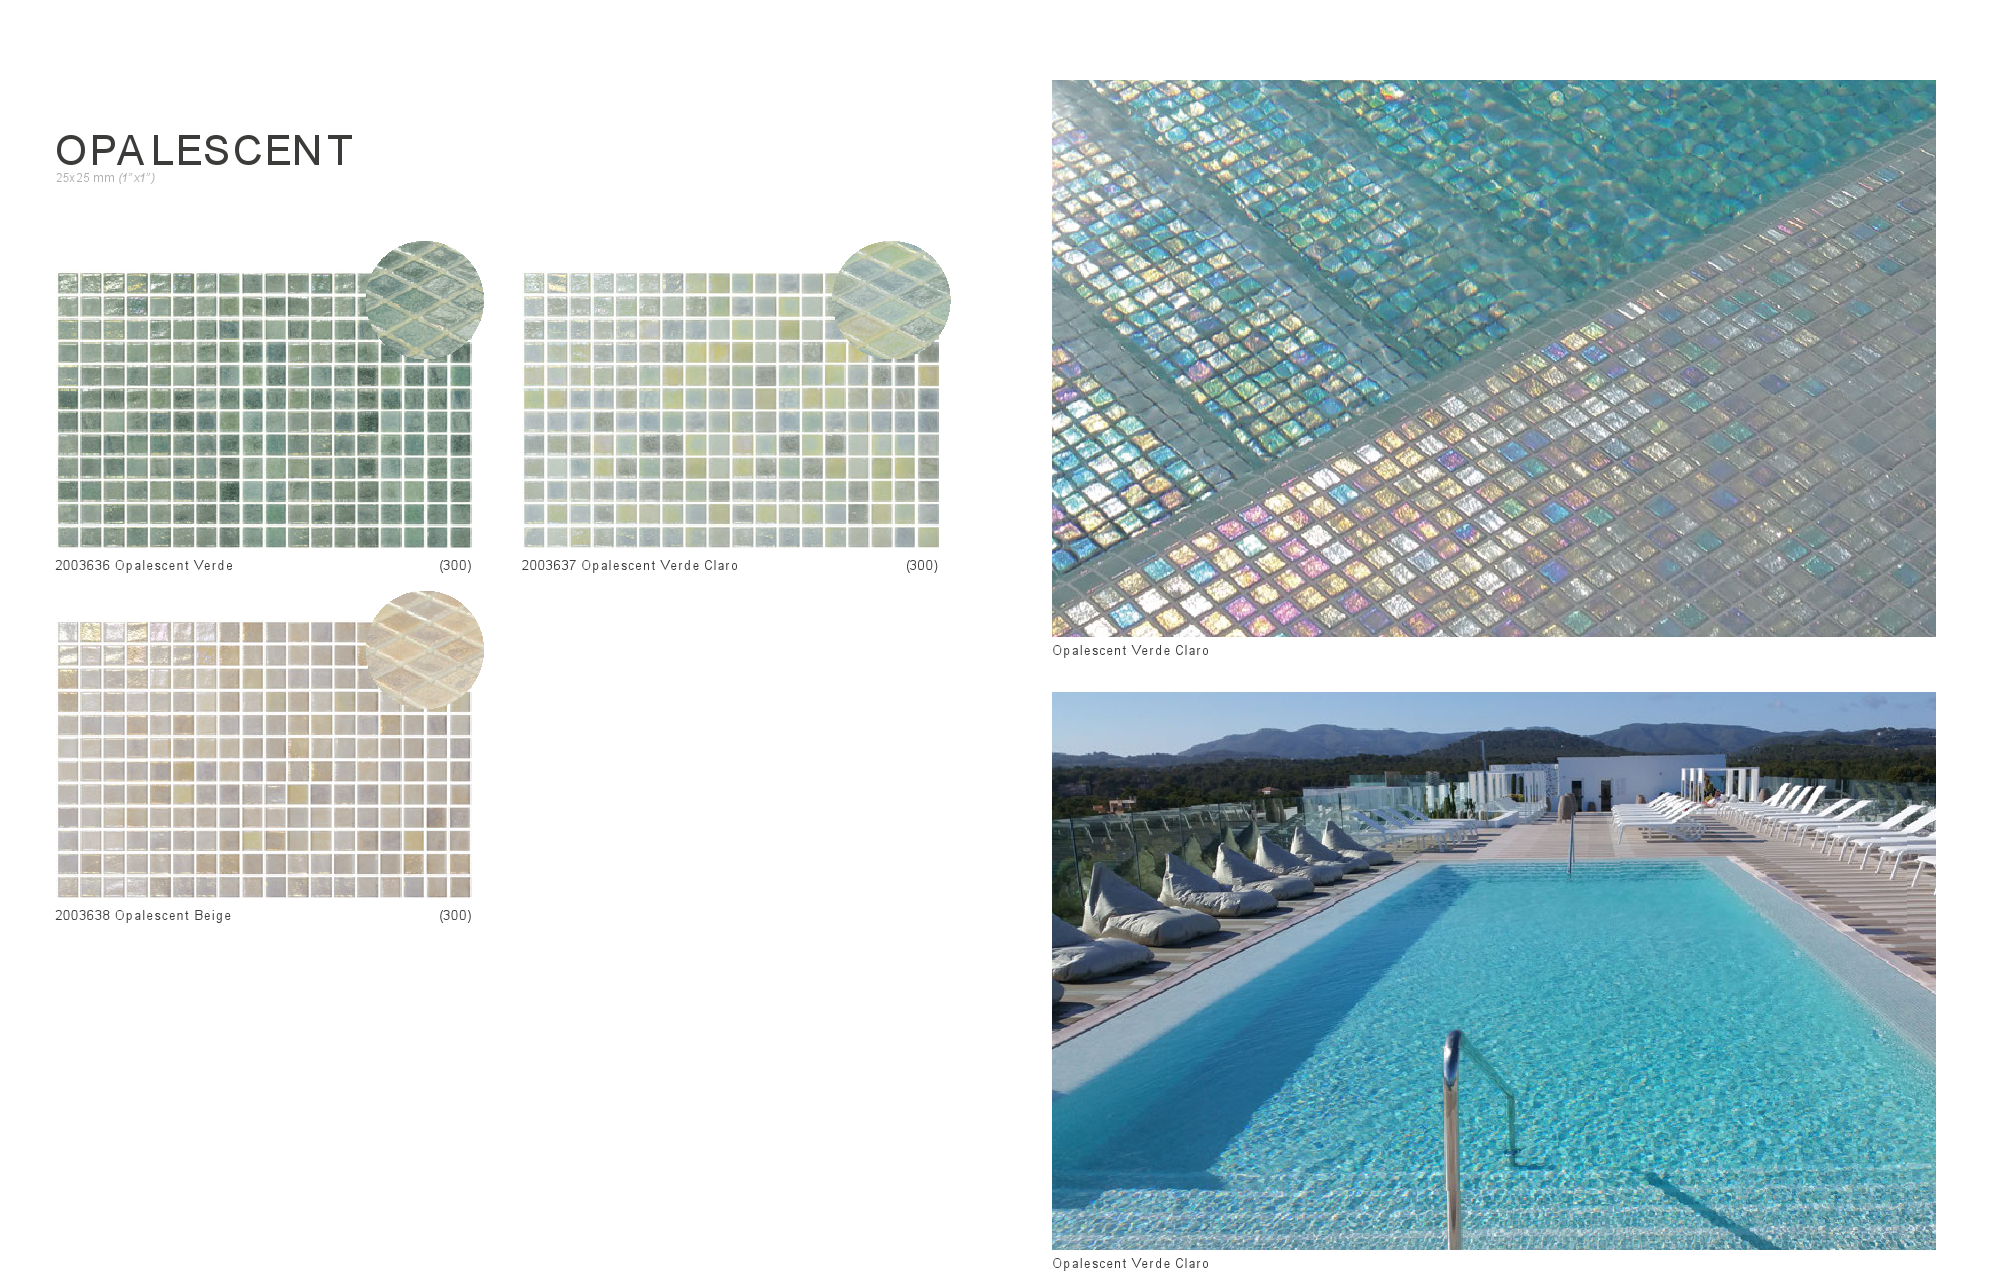 OPALESCENT
25x25 mm (1"x1")
2003636 Opalescent Verde (300)
2003637 Opalescent Verde Claro (300)
2003638 Opalescent Beige (300)
Opalescent Verde Claro
Opalescent Verde Claro